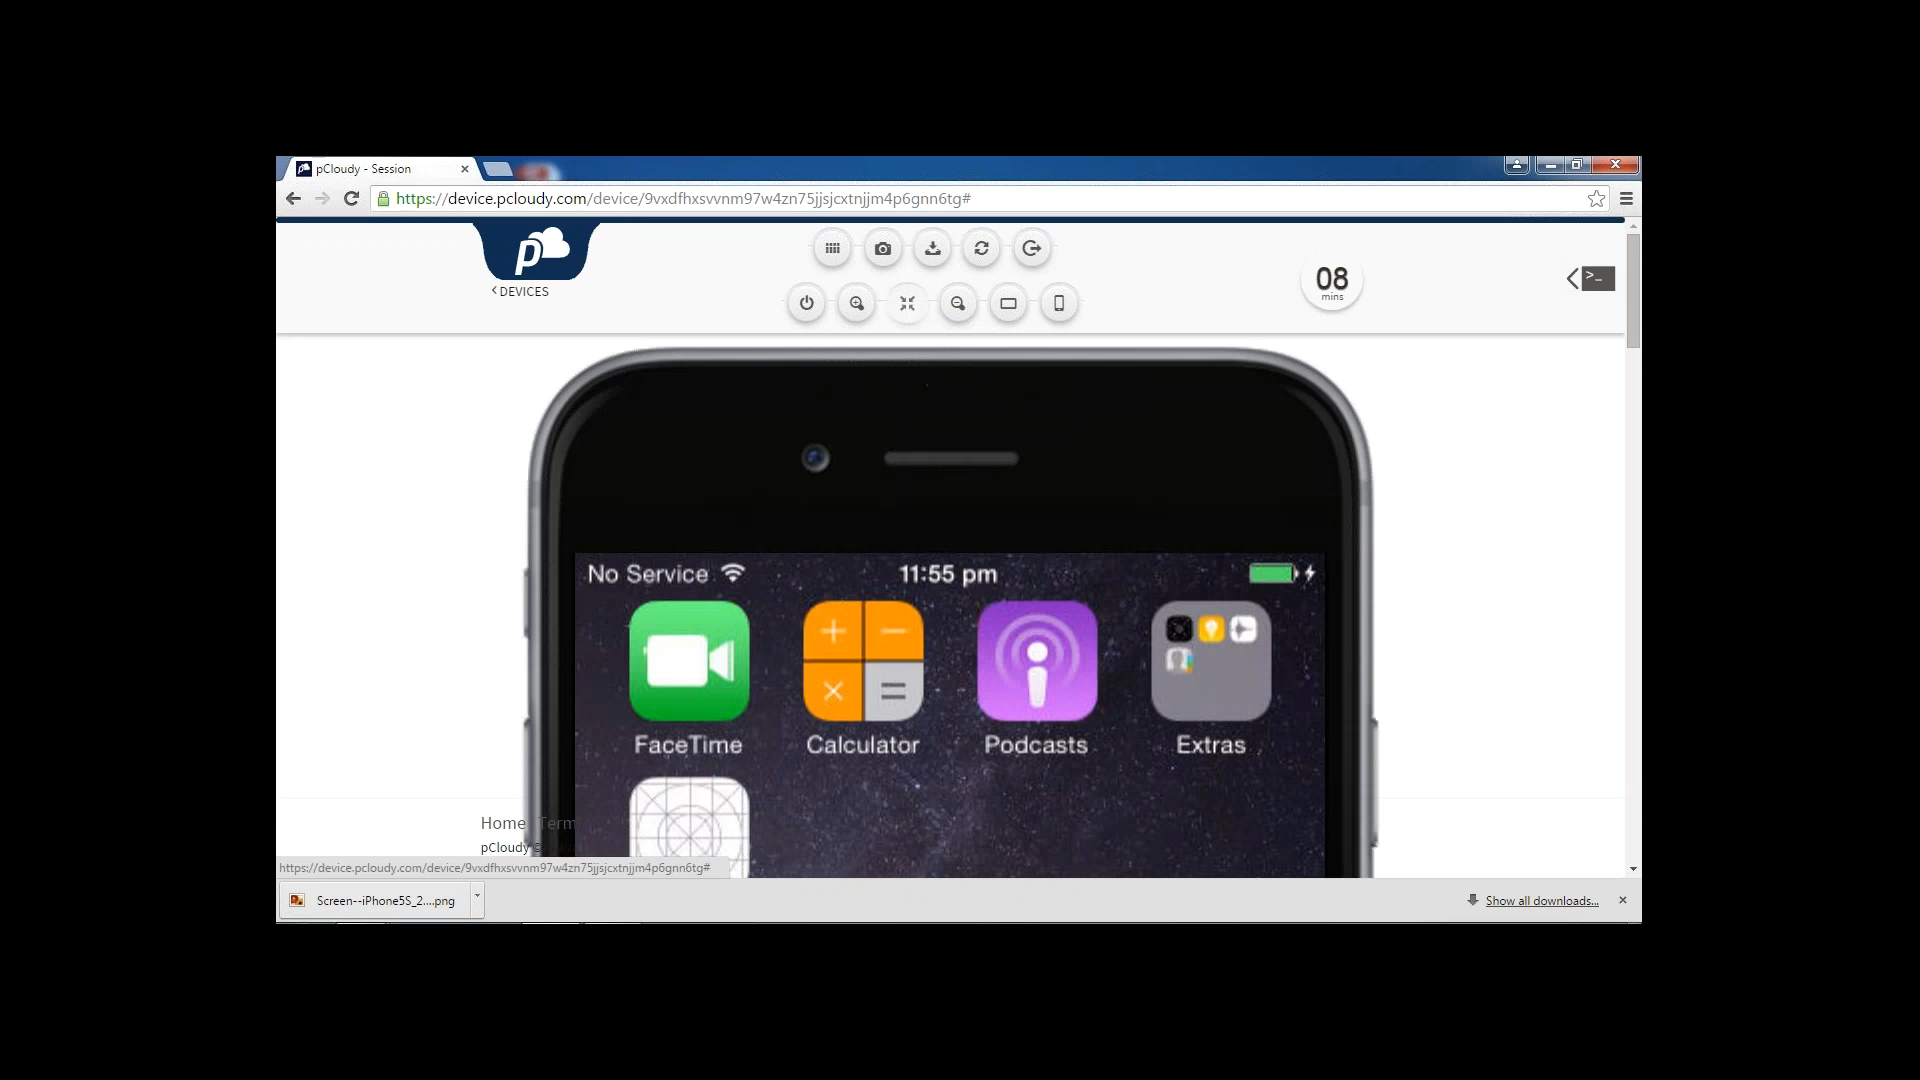 pCloudy - Session
https://device.pcloudy.com/device/9vxdfhxsvvnm97w4zn75jjsjcxtnjjm4p6gnn6tg#
p
DEVICES
08
mins
>_
No Service
11:55 pm
FaceTime
Calculator
Podcasts
Extras
Home
Term
pCloudy ©
https://device.pcloudy.com/device/9vxdfhxsvvnm97w4zn75jjsjcxtnjjm4p6gnn6tg#
Screen--iPhone5S_2....png
Show all downloads...